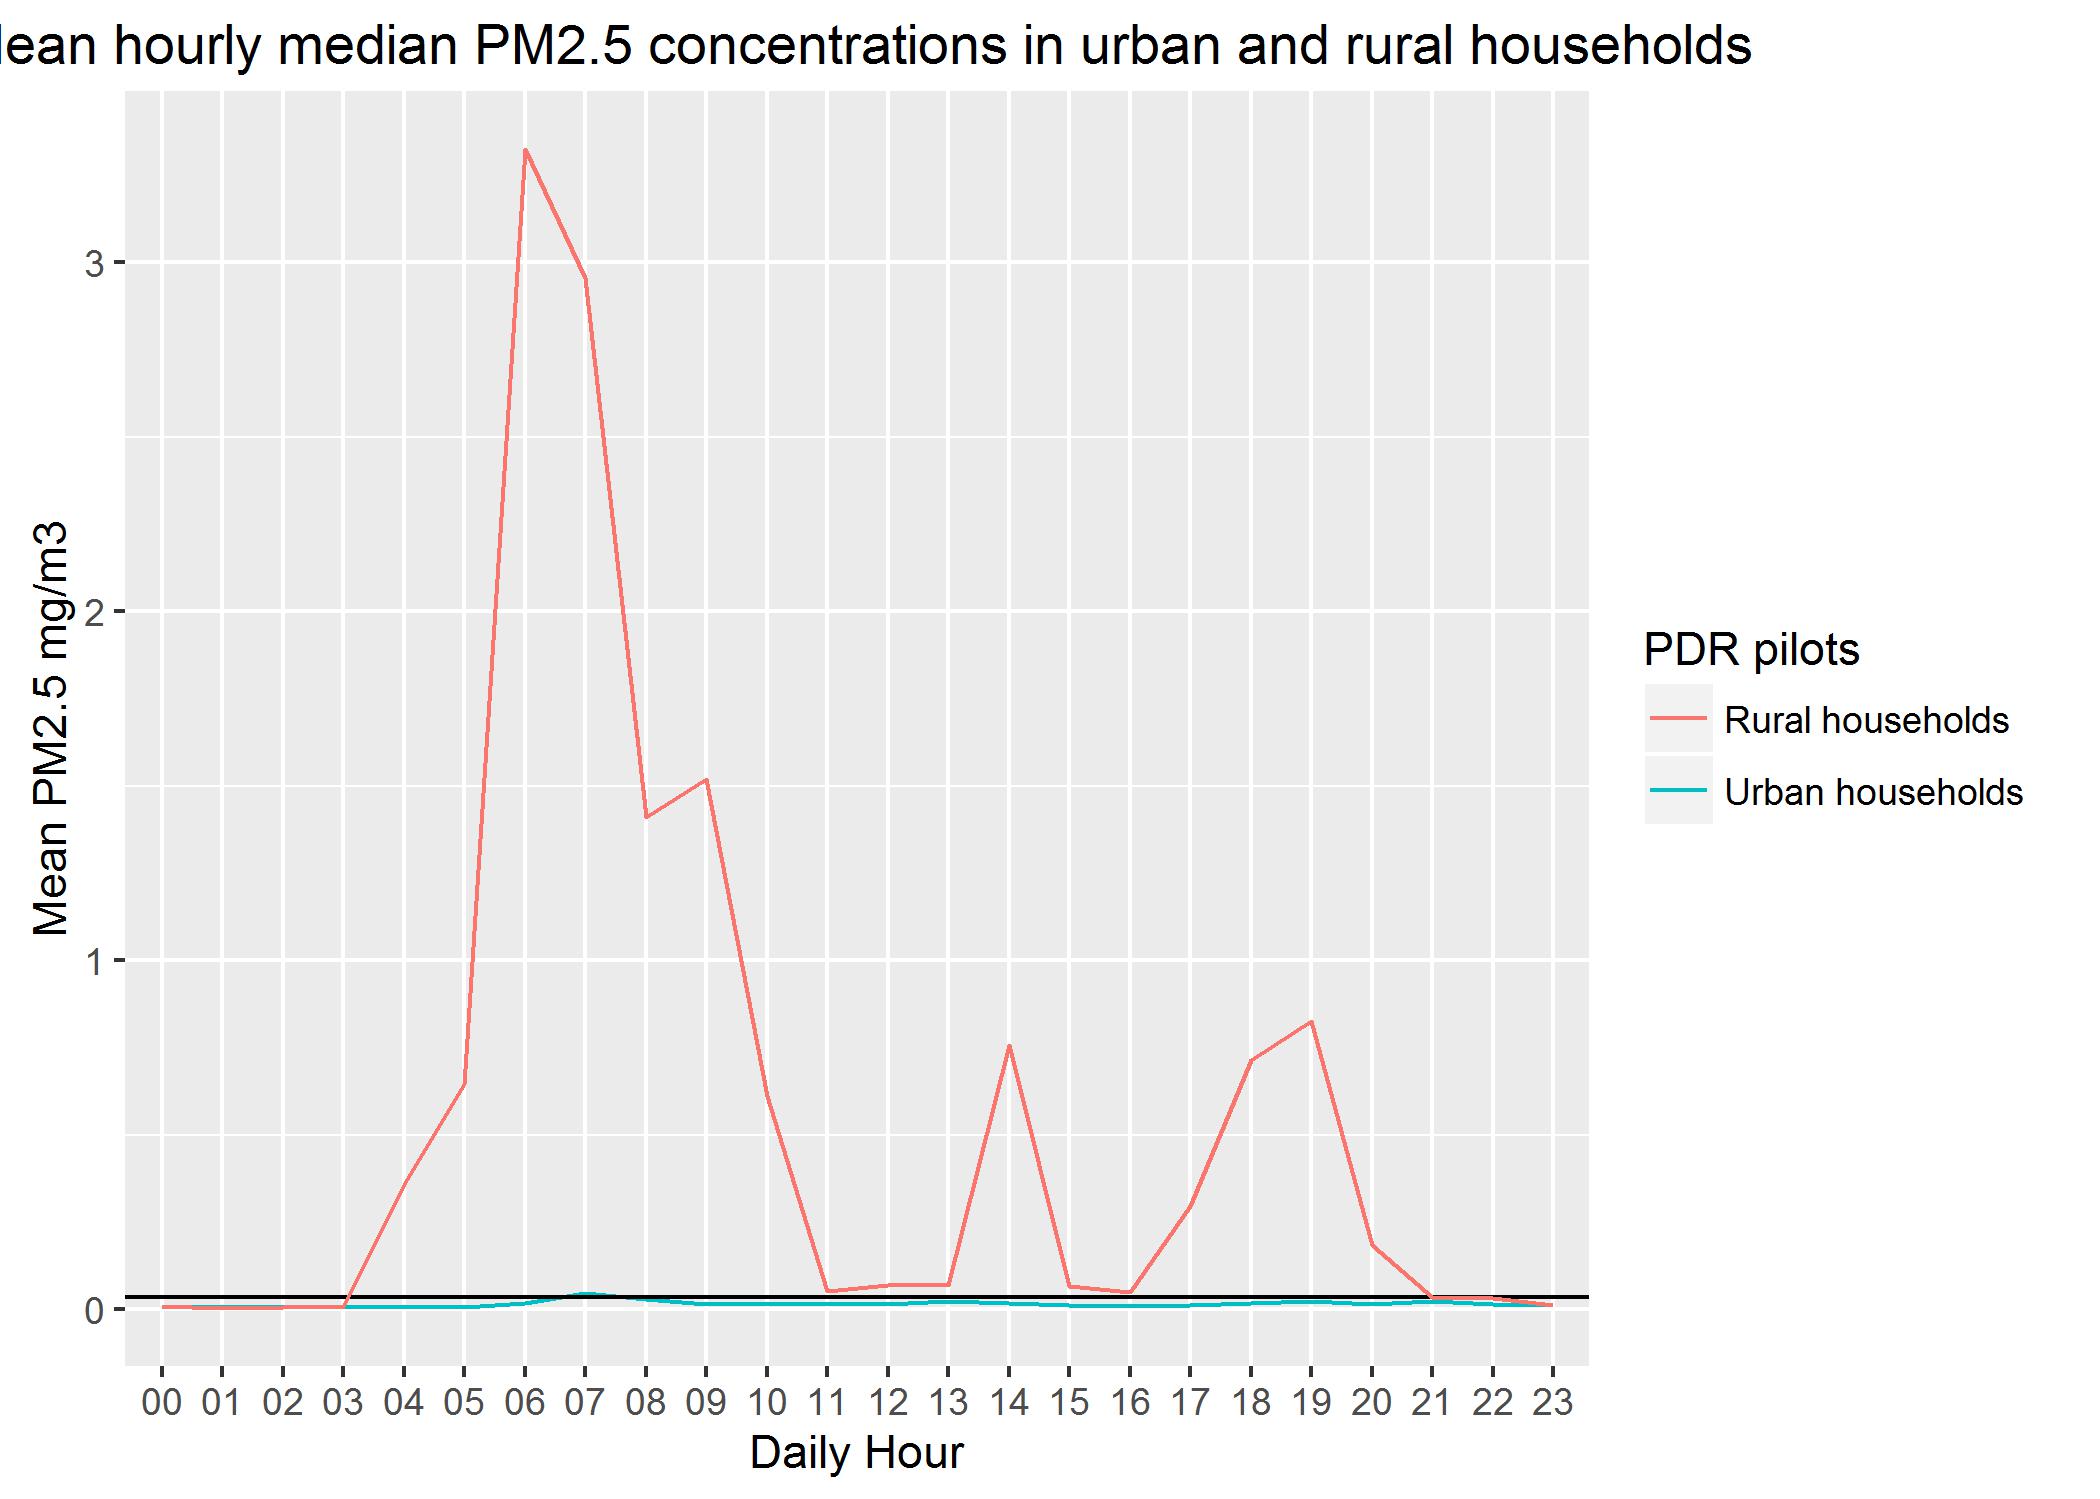 hourly median PM2.5 concentrations in urban and rural households
3
2
1
0
Mean PM2.5 mg/m3
00 01 02 03 04 05 06 07 08 09 10 11 12 13 14 15 16 17 18 19 20 21 22 23
Daily Hour
PDR pilots
Rural households
Urban households